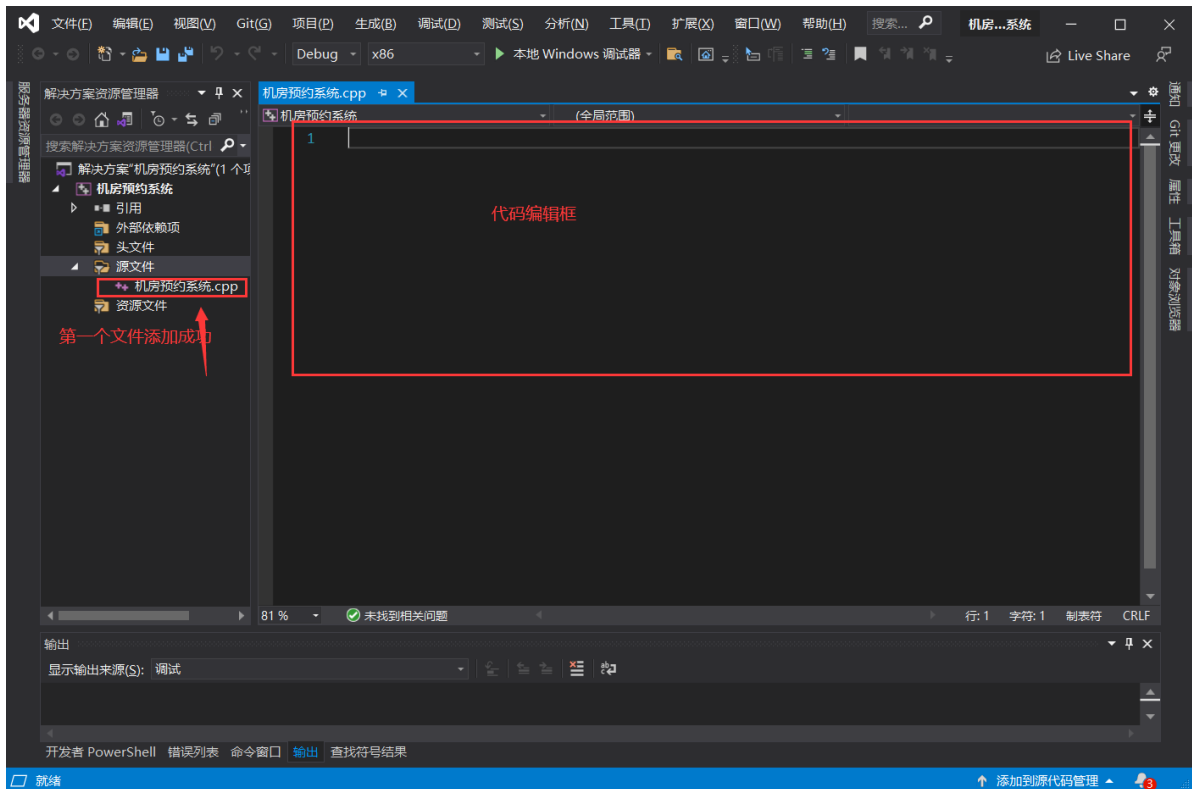 文件(F) 编辑(E) 视图(V) Git(G) 项目(P) 生成(B) 调试(D) 测试(S) 分析(N) 工具(T) 扩展(X) 窗口(W) 帮助(H) 搜索... 机房...系统
Debug x86 本地 Windows 调试器 Live Share
服务器资源管理器
解决方案资源管理器
搜索解决方案资源管理器(Ctrl
解决方案"机房预约系统"(1 个项
机房预约系统
引用
外部依赖项
头文件
源文件
机房预约系统.cpp
资源文件
第一个文件添加成功
机房预约系统.cpp
机房预约系统 (全局范围)
1
代码编辑框
通知
Git 更改
属性
工具箱
对象浏览器
81 % 未找到相关问题 行: 1 字符: 1 制表符 CRLF
输出
显示输出来源(S): 调试
开发者 PowerShell 错误列表 命令窗口 输出 查找符号结果
就绪 添加到源代码管理 3